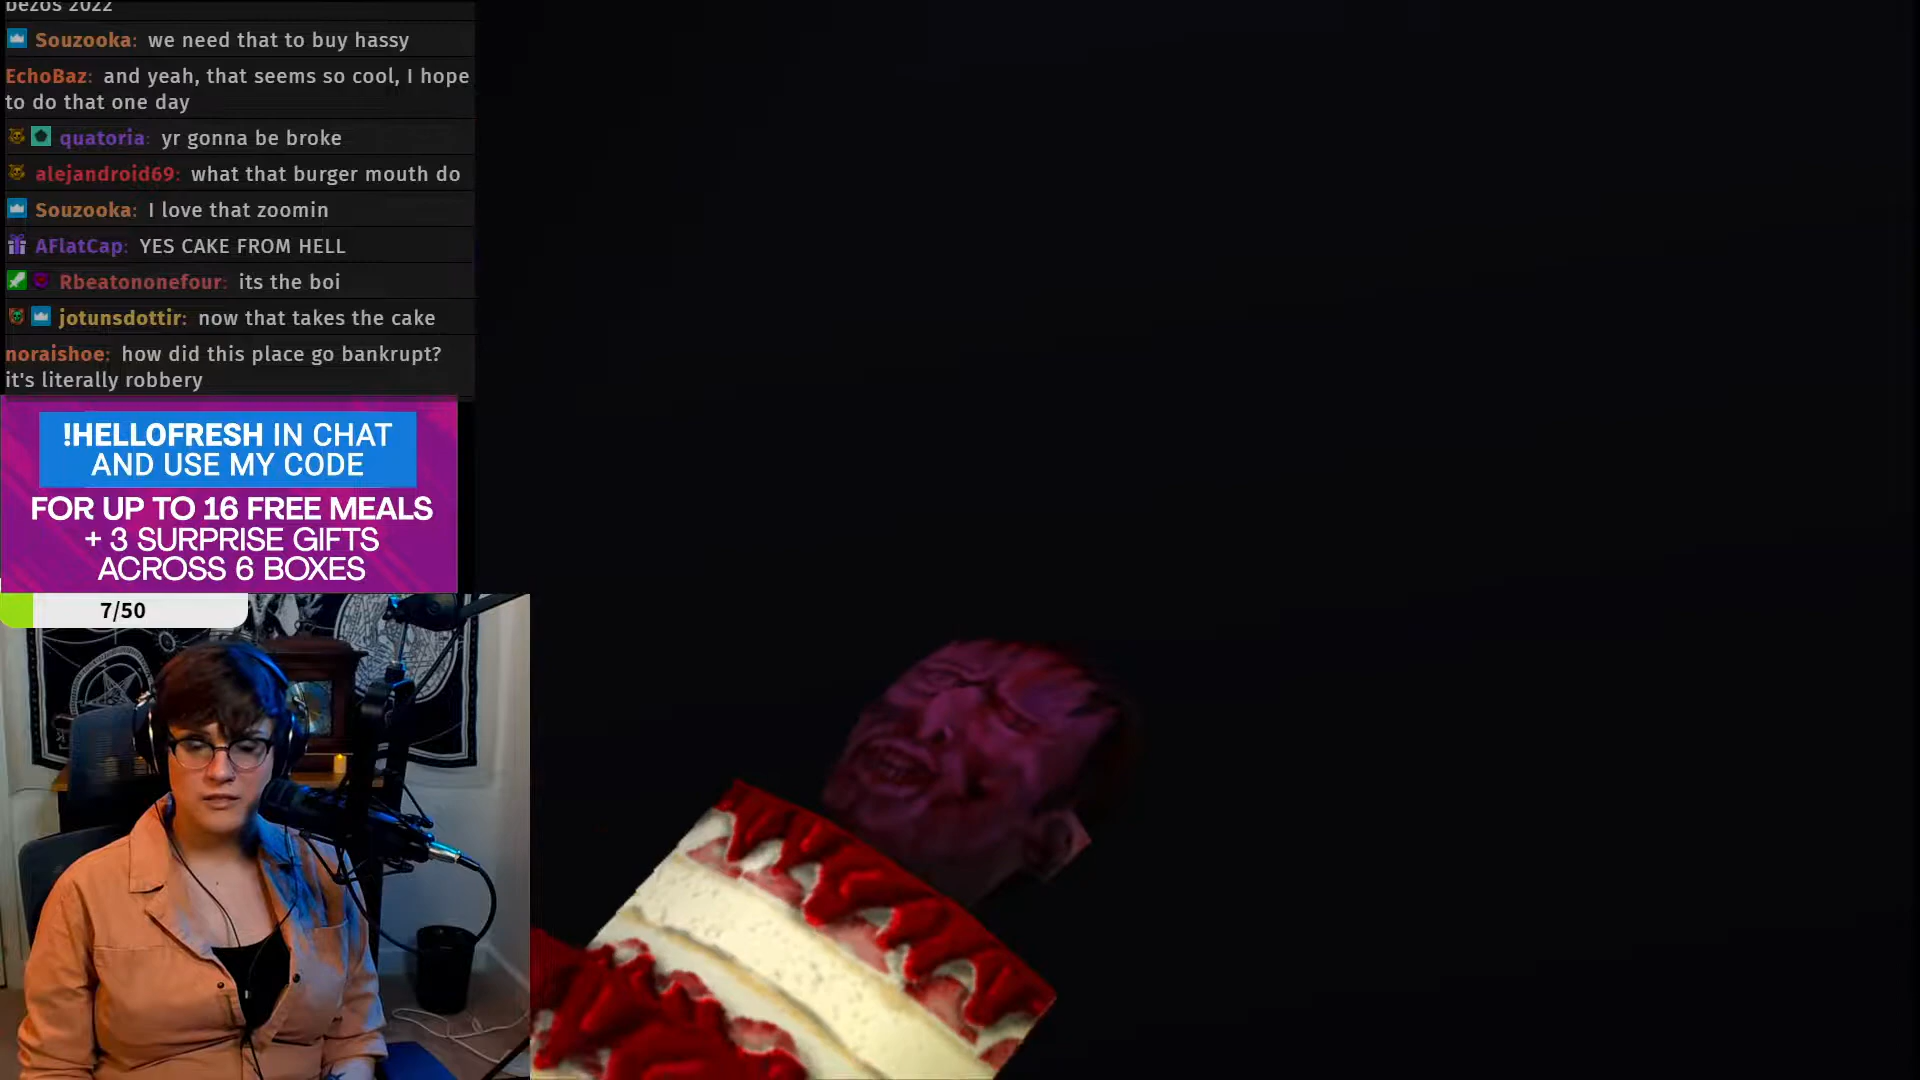 bezos 2022
Souzooka: we need that to buy hassy
EchoBaz: and yeah, that seems so cool, I hope
to do that one day
quatoria: yr gonna be broke
alejandroid69: what that burger mouth do
Souzooka: I love that zoomin
AFlatCap: YES CAKE FROM HELL
Rbeatononefour: its the boi
jotunsdottir: now that takes the cake
noraishoe: how did this place go bankrupt?
it's literally robbery
!HELLOFRESH IN CHAT
AND USE MY CODE
FOR UP TO 16 FREE MEALS
+ 3 SURPRISE GIFTS
ACROSS 6 BOXES
7/50